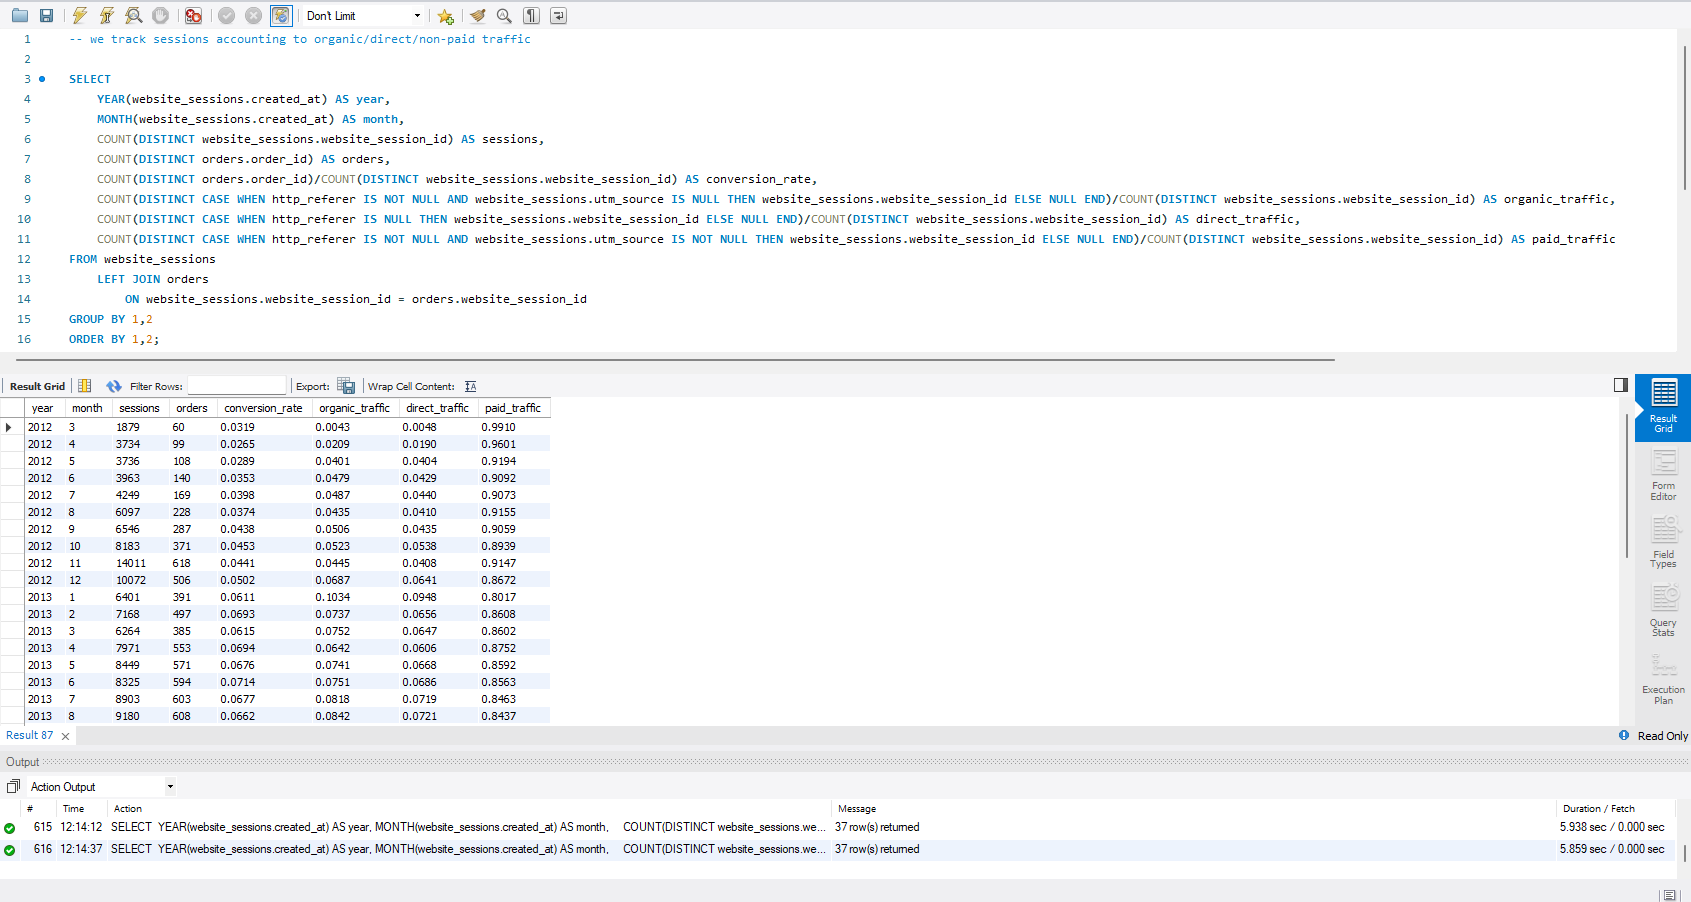 Don't Limit
1 -- we track sessions accounting to organic/direct/non-paid traffic
2
3 SELECT
4 YEAR(website_sessions.created_at) AS year,
5 MONTH(website_sessions.created_at) AS month,
6 COUNT(DISTINCT website_sessions.website_session_id) AS sessions,
7 COUNT(DISTINCT orders.order_id) AS orders,
8 COUNT(DISTINCT orders.order_id)/COUNT(DISTINCT website_sessions.website_session_id) AS conversion_rate,
9 COUNT(DISTINCT CASE WHEN http_referer IS NOT NULL AND website_sessions.utm_source IS NULL THEN website_sessions.website_session_id ELSE NULL END)/COUNT(DISTINCT website_sessions.website_session_id) AS organic_traffic,
10 COUNT(DISTINCT CASE WHEN http_referer IS NULL THEN website_sessions.website_session_id ELSE NULL END)/COUNT(DISTINCT website_sessions.website_session_id) AS direct_traffic,
11 COUNT(DISTINCT CASE WHEN http_referer IS NOT NULL AND website_sessions.utm_source IS NOT NULL THEN website_sessions.website_session_id ELSE NULL END)/COUNT(DISTINCT website_sessions.website_session_id) AS paid_traffic
12 FROM website_sessions
13 LEFT JOIN orders
14 ON website_sessions.website_session_id = orders.website_session_id
15 GROUP BY 1,2
16 ORDER BY 1,2;
Result Grid Filter Rows: Export: Wrap Cell Content:
year month sessions orders conversion_rate organic_traffic direct_traffic paid_traffic
2012 3 1879 60 0.0319 0.0043 0.0048 0.9910
2012 4 3734 99 0.0265 0.0209 0.0190 0.9601
2012 5 3736 108 0.0289 0.0401 0.0404 0.9194
2012 6 3963 140 0.0353 0.0479 0.0429 0.9092
2012 7 4249 169 0.0398 0.0487 0.0440 0.9073
2012 8 6097 228 0.0374 0.0435 0.0410 0.9155
2012 9 6546 287 0.0438 0.0506 0.0435 0.9059
2012 10 8183 371 0.0453 0.0523 0.0538 0.8939
2012 11 14011 618 0.0441 0.0445 0.0408 0.9147
2012 12 10072 506 0.0502 0.0687 0.0641 0.8672
2013 1 6401 391 0.0611 0.1034 0.0948 0.8017
2013 2 7168 497 0.0693 0.0737 0.0656 0.8608
2013 3 6264 385 0.0615 0.0752 0.0647 0.8602
2013 4 7971 553 0.0694 0.0642 0.0606 0.8752
2013 5 8449 571 0.0676 0.0741 0.0668 0.8592
2013 6 8325 594 0.0714 0.0751 0.0686 0.8563
2013 7 8903 603 0.0677 0.0818 0.0719 0.8463
2013 8 9180 608 0.0662 0.0842 0.0721 0.8437
Result
Grid
Form
Editor
Field
Types
Query
Stats
Execution
Plan
Result 87
Read Only
Output
Action Output
# Time Action Message Duration / Fetch
615 12:14:12 SELECT YEAR(website_sessions.created_at) AS year, MONTH(website_sessions.created_at) AS month, COUNT(DISTINCT website_sessions.we... 37 row(s) returned 5.938 sec / 0.000 sec
616 12:14:37 SELECT YEAR(website_sessions.created_at) AS year, MONTH(website_sessions.created_at) AS month, COUNT(DISTINCT website_sessions.we... 37 row(s) returned 5.859 sec / 0.000 sec